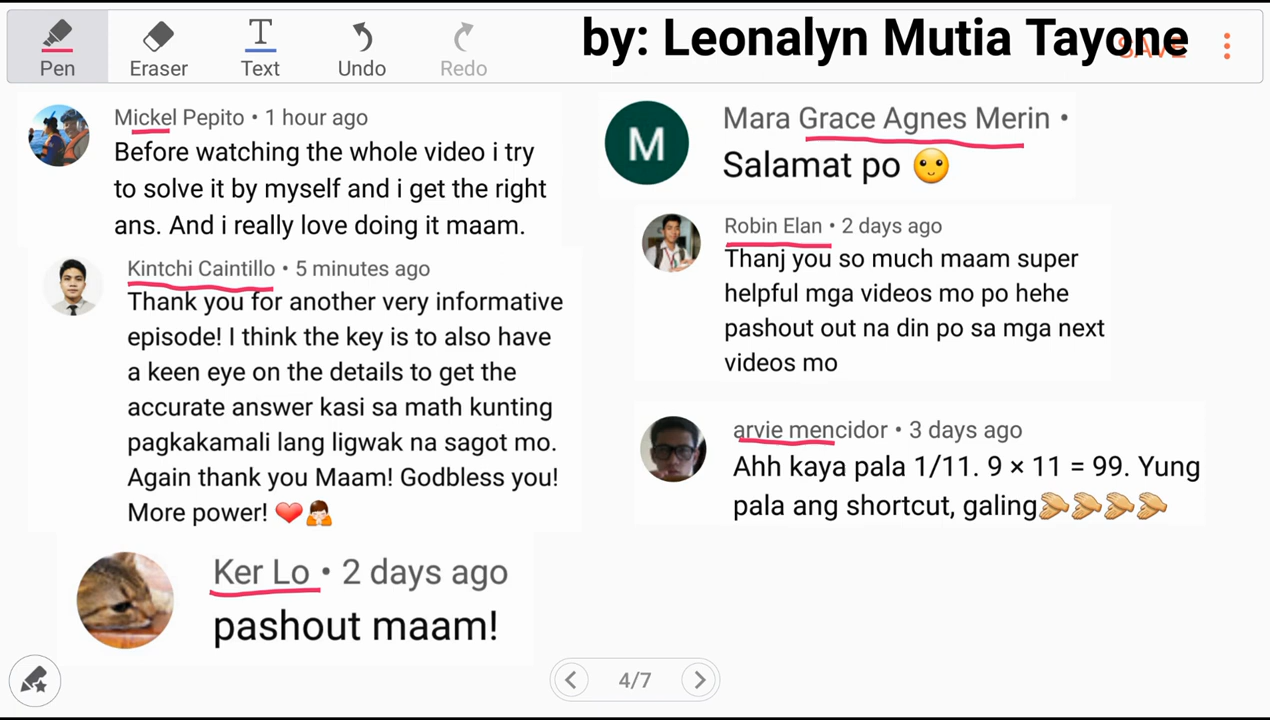 Pen
Eraser
Text
Undo
Redo
by: Leonalyn Mutia Tayone
SAVE
Mickel Pepito • 1 hour ago
Before watching the whole video i try
to solve it by myself and i get the right
ans. And i really love doing it maam.
Kintchi Caintillo • 5 minutes ago
Thank you for another very informative
episode! I think the key is to also have
a keen eye on the details to get the
accurate answer kasi sa math kunting
pagkakamali lang ligwak na sagot mo.
Again thank you Maam! Godbless you!
More power! ❤️🙏
Ker Lo • 2 days ago
pashout maam!
M
Mara Grace Agnes Merin •
Salamat po 🙂
Robin Elan • 2 days ago
Thanj you so much maam super
helpful mga videos mo po hehe
pashout out na din po sa mga next
videos mo
arvie mencidor • 3 days ago
Ahh kaya pala 1/11. 9 × 11 = 99. Yung
pala ang shortcut, galing👏👏👏👏
4/7